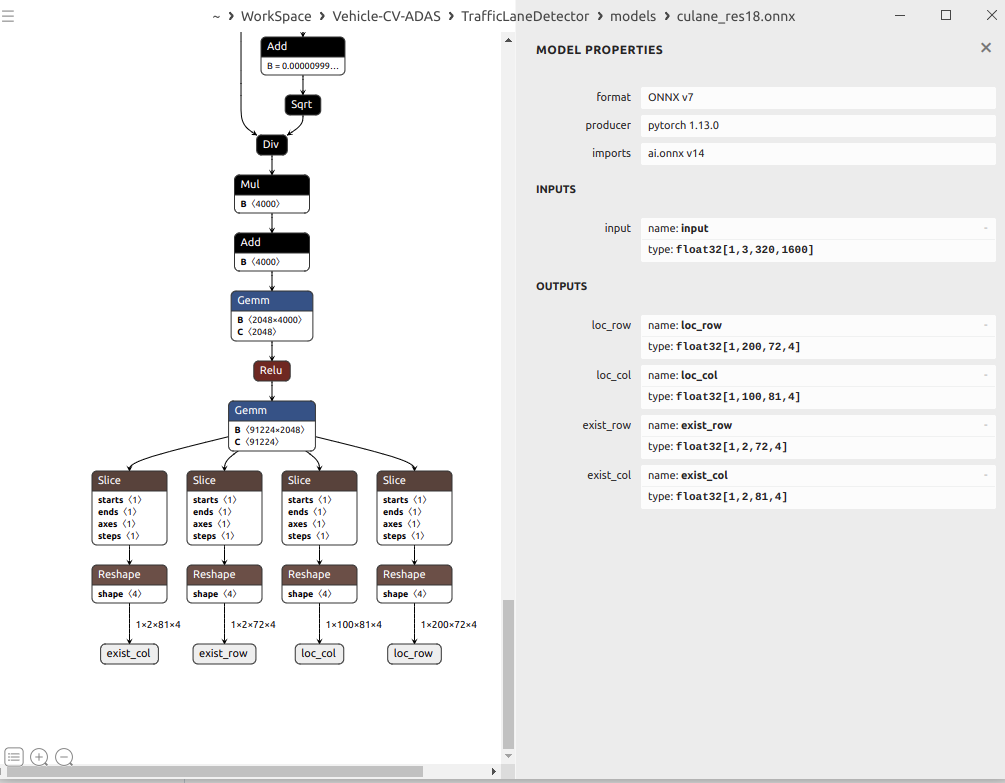 ~ › WorkSpace › Vehicle-CV-ADAS › TrafficLaneDetector › models › culane_res18.onnx
Add
B = 0.00000999...
Sqrt
Div
Mul
B ⟨4000⟩
Add
B ⟨4000⟩
Gemm
B ⟨2048×4000⟩
C ⟨2048⟩
Relu
Gemm
B ⟨91224×2048⟩
C ⟨91224⟩
Slice Slice Slice Slice
starts ⟨1⟩ starts ⟨1⟩ starts ⟨1⟩ starts ⟨1⟩
ends ⟨1⟩ ends ⟨1⟩ ends ⟨1⟩ ends ⟨1⟩
axes ⟨1⟩ axes ⟨1⟩ axes ⟨1⟩ axes ⟨1⟩
steps ⟨1⟩ steps ⟨1⟩ steps ⟨1⟩ steps ⟨1⟩
Reshape Reshape Reshape Reshape
shape ⟨4⟩ shape ⟨4⟩ shape ⟨4⟩ shape ⟨4⟩
1×2×81×4 1×2×72×4 1×100×81×4 1×200×72×4
exist_col exist_row loc_col loc_row
MODEL PROPERTIES
format ONNX v7
producer pytorch 1.13.0
imports ai.onnx v14
INPUTS
input name: input -
type: float32[1,3,320,1600]
OUTPUTS
loc_row name: loc_row -
type: float32[1,200,72,4]
loc_col name: loc_col -
type: float32[1,100,81,4]
exist_row name: exist_row -
type: float32[1,2,72,4]
exist_col name: exist_col -
type: float32[1,2,81,4]